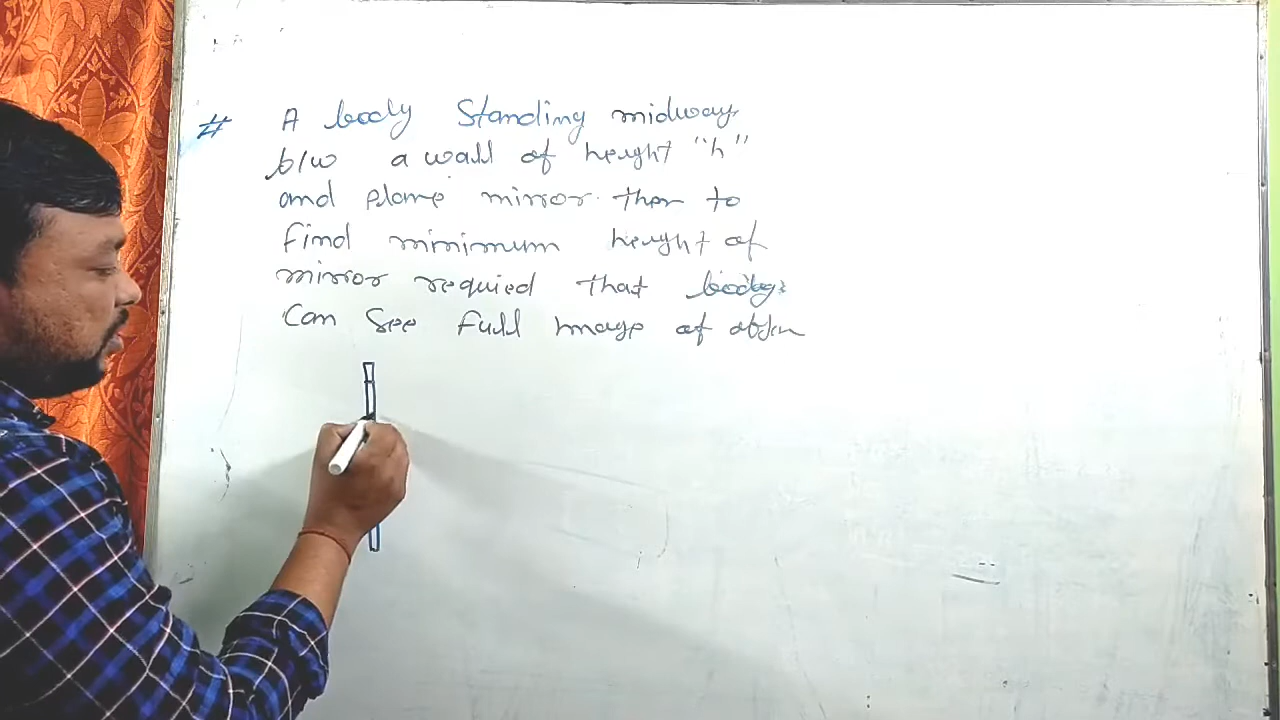 # A body Standing midway
b/w a wall of height "h"
and plane mirror. then to
find minimum height of
mirror required that body
Can See full Image of